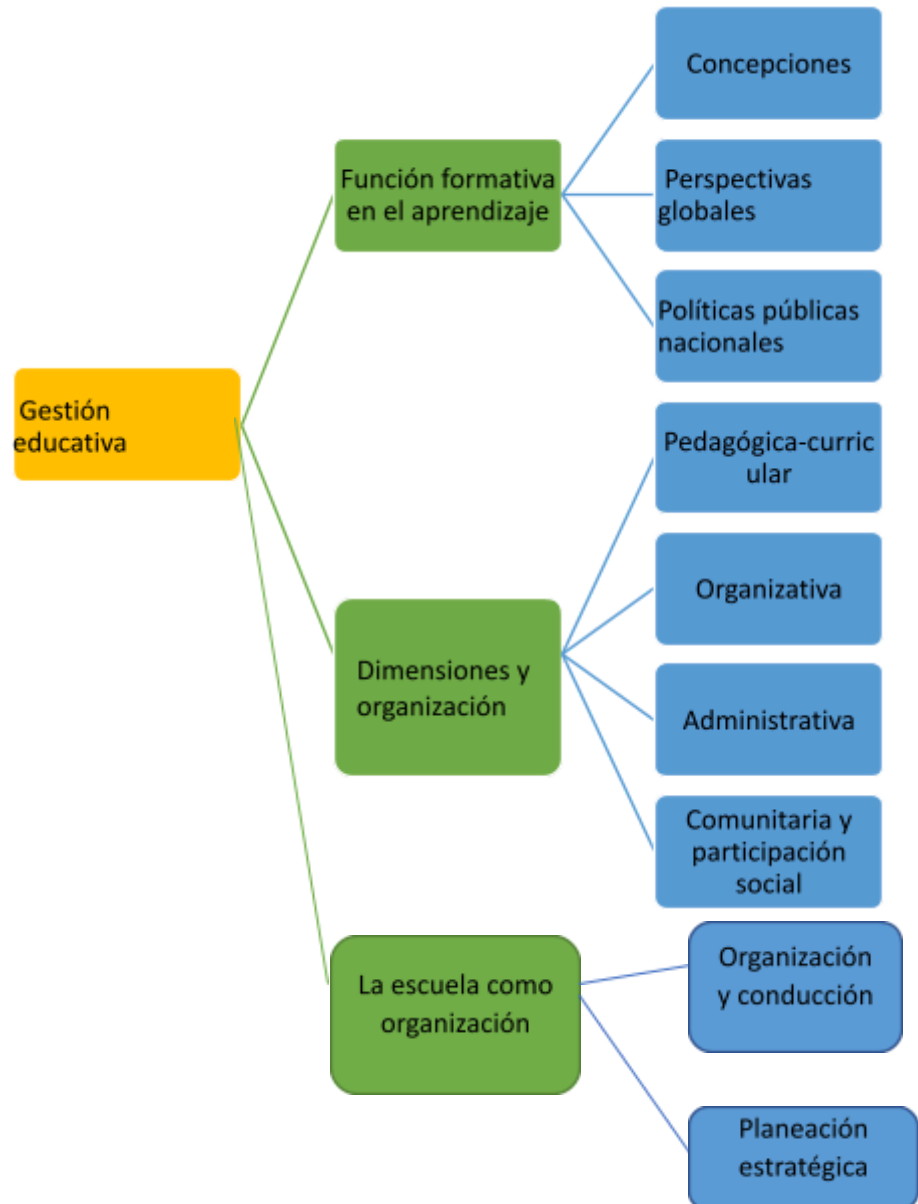 Gestión
educativa
Función formativa
en el aprendizaje
Concepciones
Perspectivas
globales
Políticas públicas
nacionales
Dimensiones y
organización
Pedagógica-curric
ular
Organizativa
Administrativa
Comunitaria y
participación
social
La escuela como
organización
Organización
y conducción
Planeación
estratégica